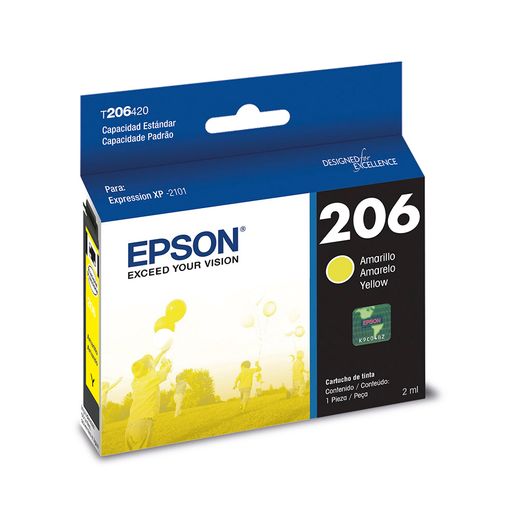 T206420
Capacidad Estándar
Capacidade Padrão
DESIGNED for
EXCELLENCE
Para:
Expression XP -2101
EPSON®
EXCEED YOUR VISION
206
Amarillo
Amarelo
Yellow
EPSON
Cartucho de tinta
Contenido / Conteúdo:
1 Pieza / Peça
2 ml
206
Y